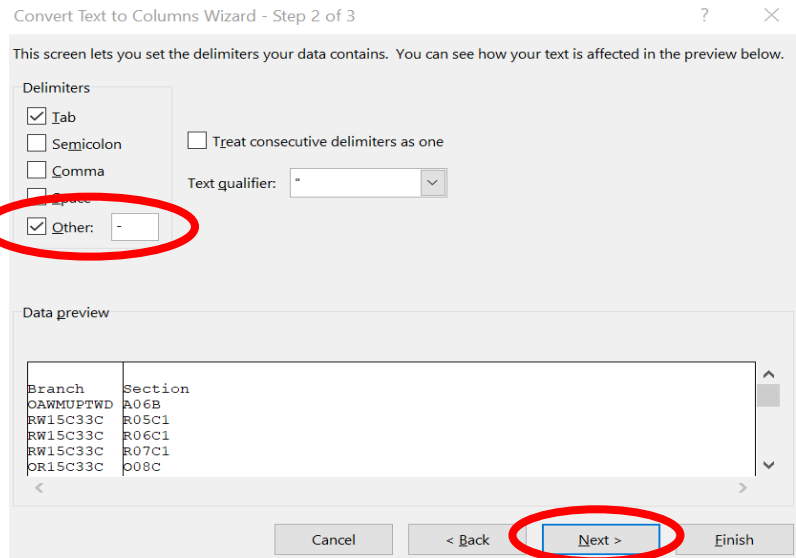 Convert Text to Columns Wizard - Step 2 of 3 ?
This screen lets you set the delimiters your data contains. You can see how your text is affected in the preview below.
Delimiters
Tab
Semicolon
Comma
Space
Other: -
Treat consecutive delimiters as one
Text qualifier: "
Data preview
Branch Section
OAWMUPTWD A06B
RW15C33C R05C1
RW15C33C R06C1
RW15C33C R07C1
OR15C33C O08C
Cancel < Back Next > Finish